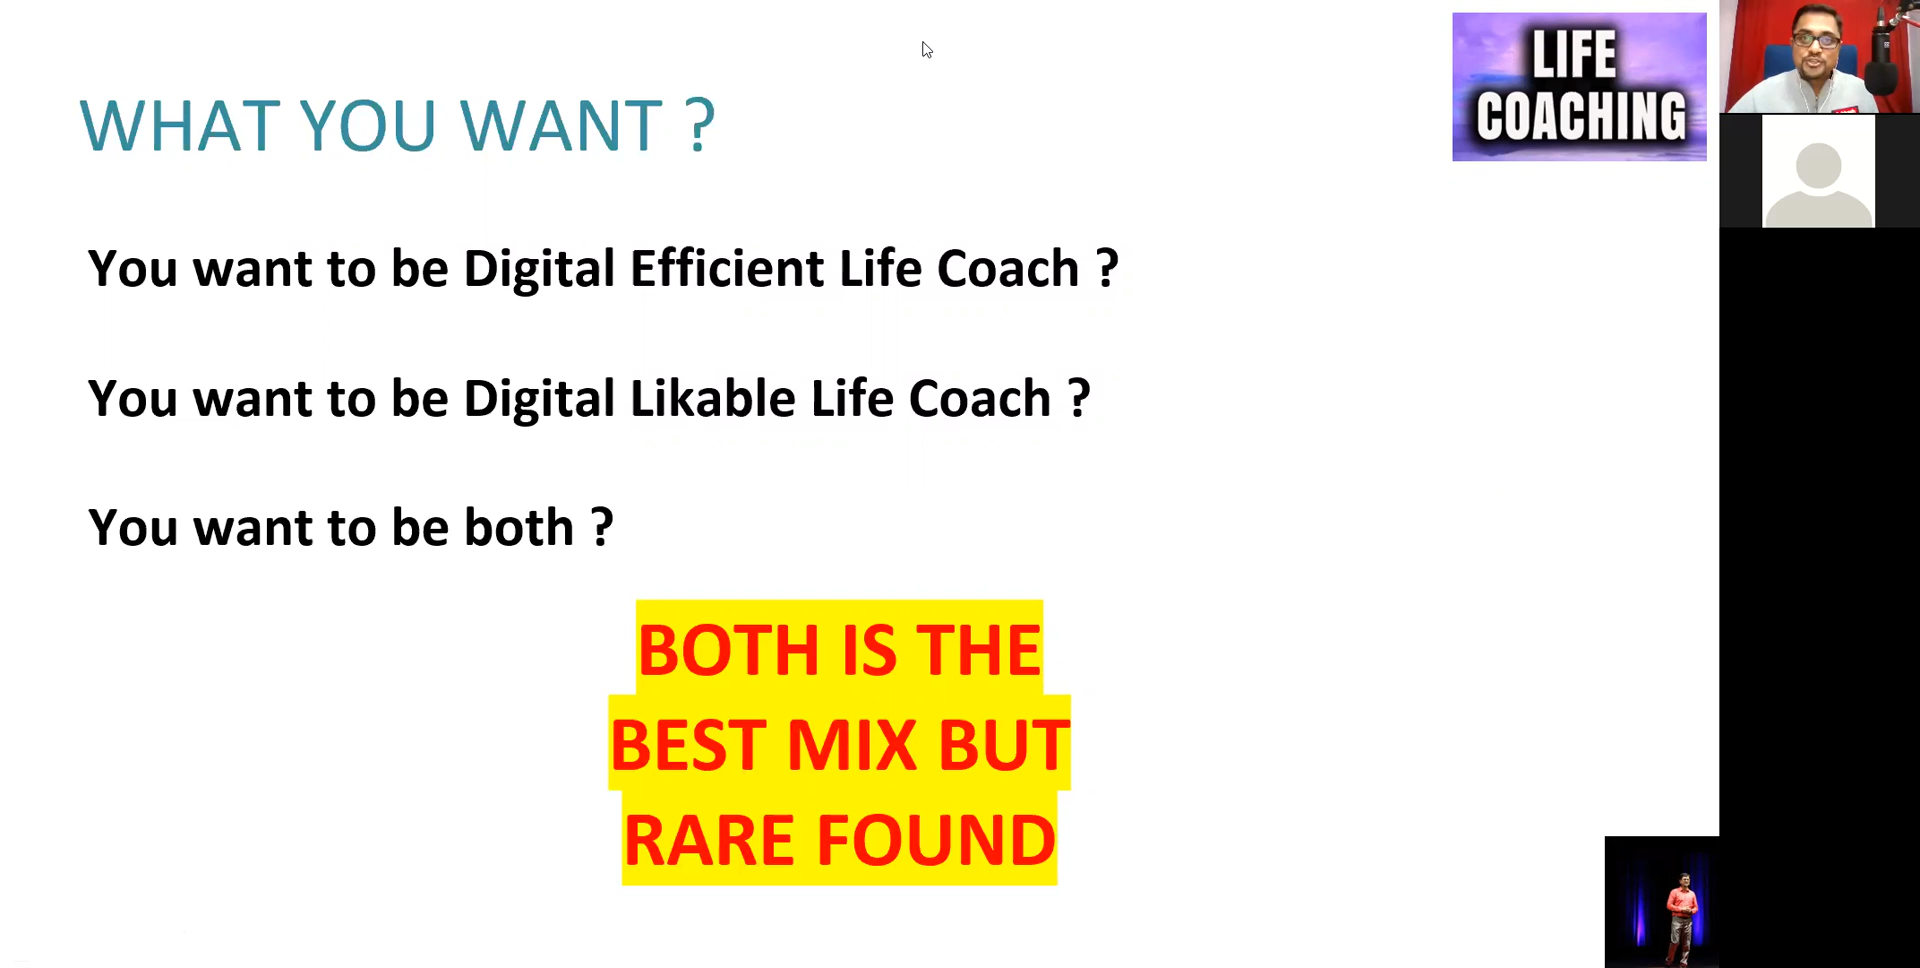 WHAT YOU WANT ?
LIFE
COACHING
You want to be Digital Efficient Life Coach ?
You want to be Digital Likable Life Coach ?
You want to be both ?
BOTH IS THE
BEST MIX BUT
RARE FOUND